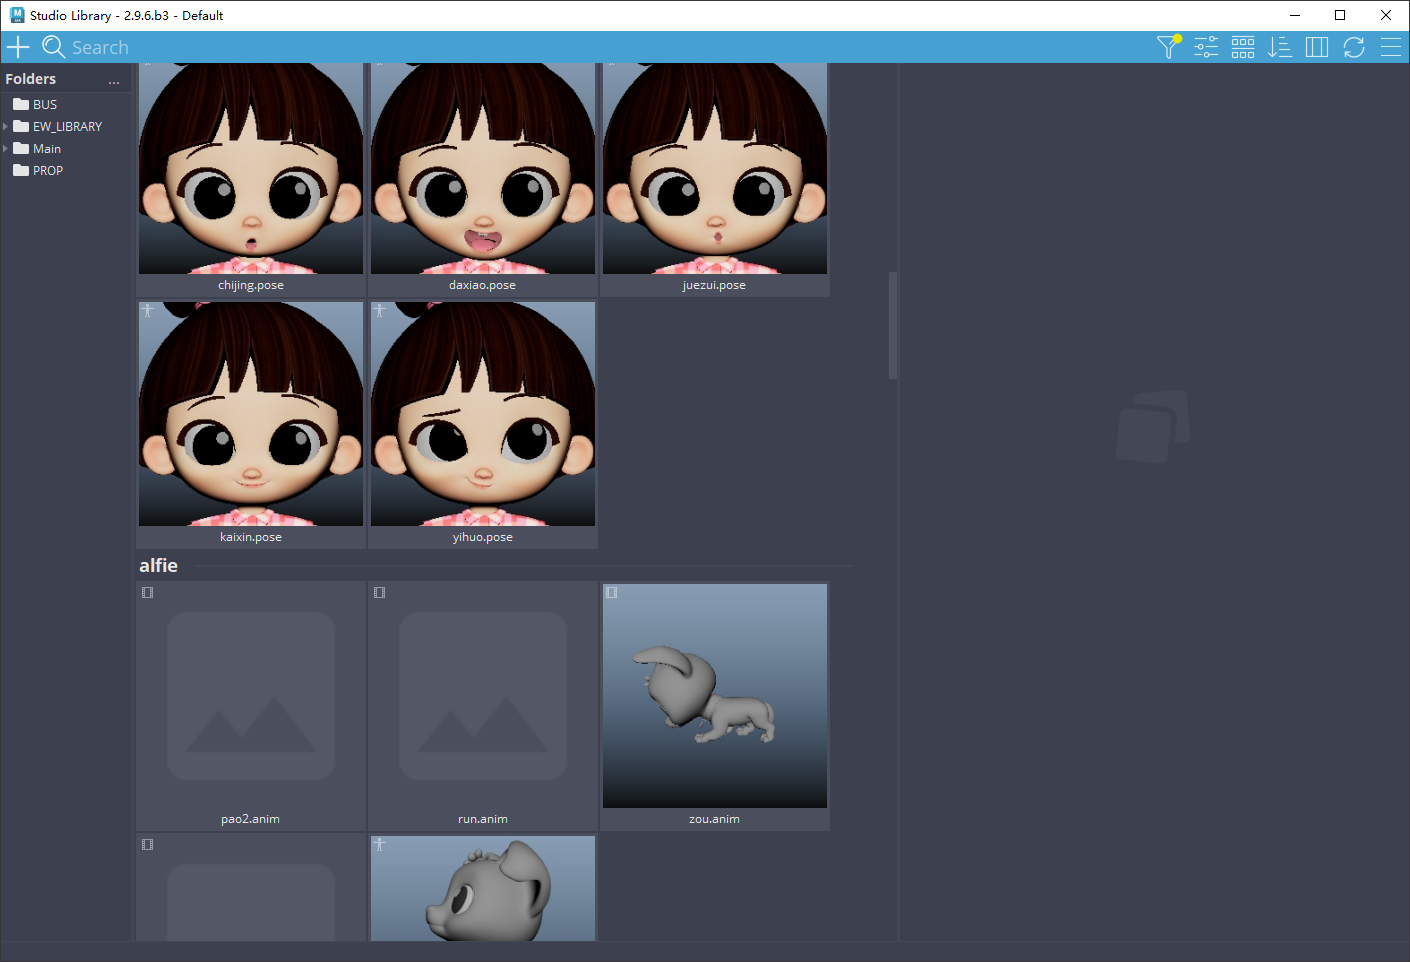 Studio Library - 2.9.6.b3 - Default
Search
Folders ...
BUS
EW_LIBRARY
Main
PROP
chijing.pose
daxiao.pose
juezui.pose
kaixin.pose
yihuo.pose
alfie
pao2.anim
run.anim
zou.anim